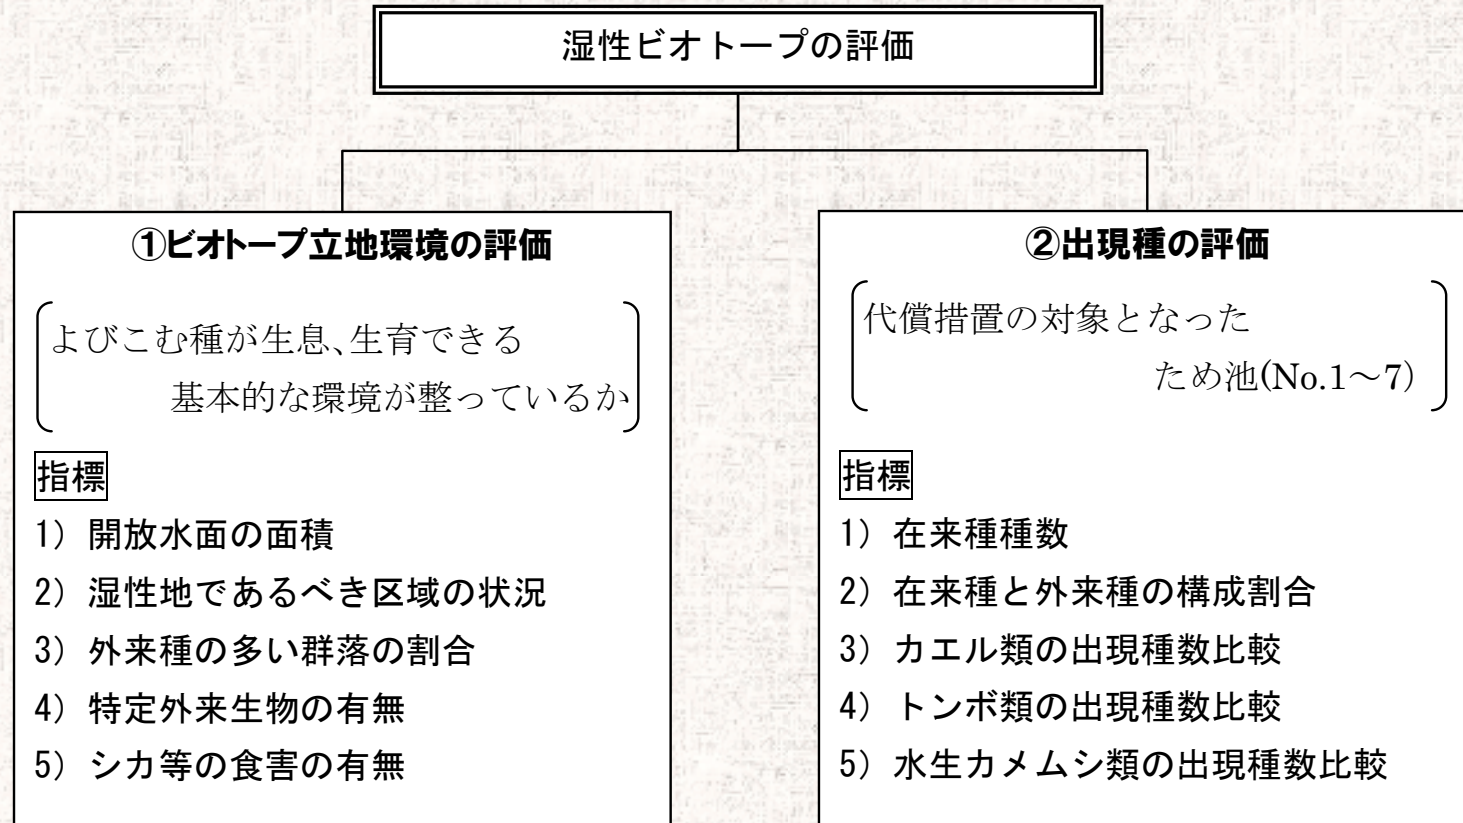 湿性ビオトープの評価
①ビオトープ立地環境の評価
よびこむ種が生息、生育できる
基本的な環境が整っているか
指標
1）開放水面の面積
2）湿性地であるべき区域の状況
3）外来種の多い群落の割合
4）特定外来生物の有無
5）シカ等の食害の有無
②出現種の評価
代償措置の対象となった
ため池(No.1～7)
指標
1）在来種種数
2）在来種と外来種の構成割合
3）カエル類の出現種数比較
4）トンボ類の出現種数比較
5）水生カメムシ類の出現種数比較